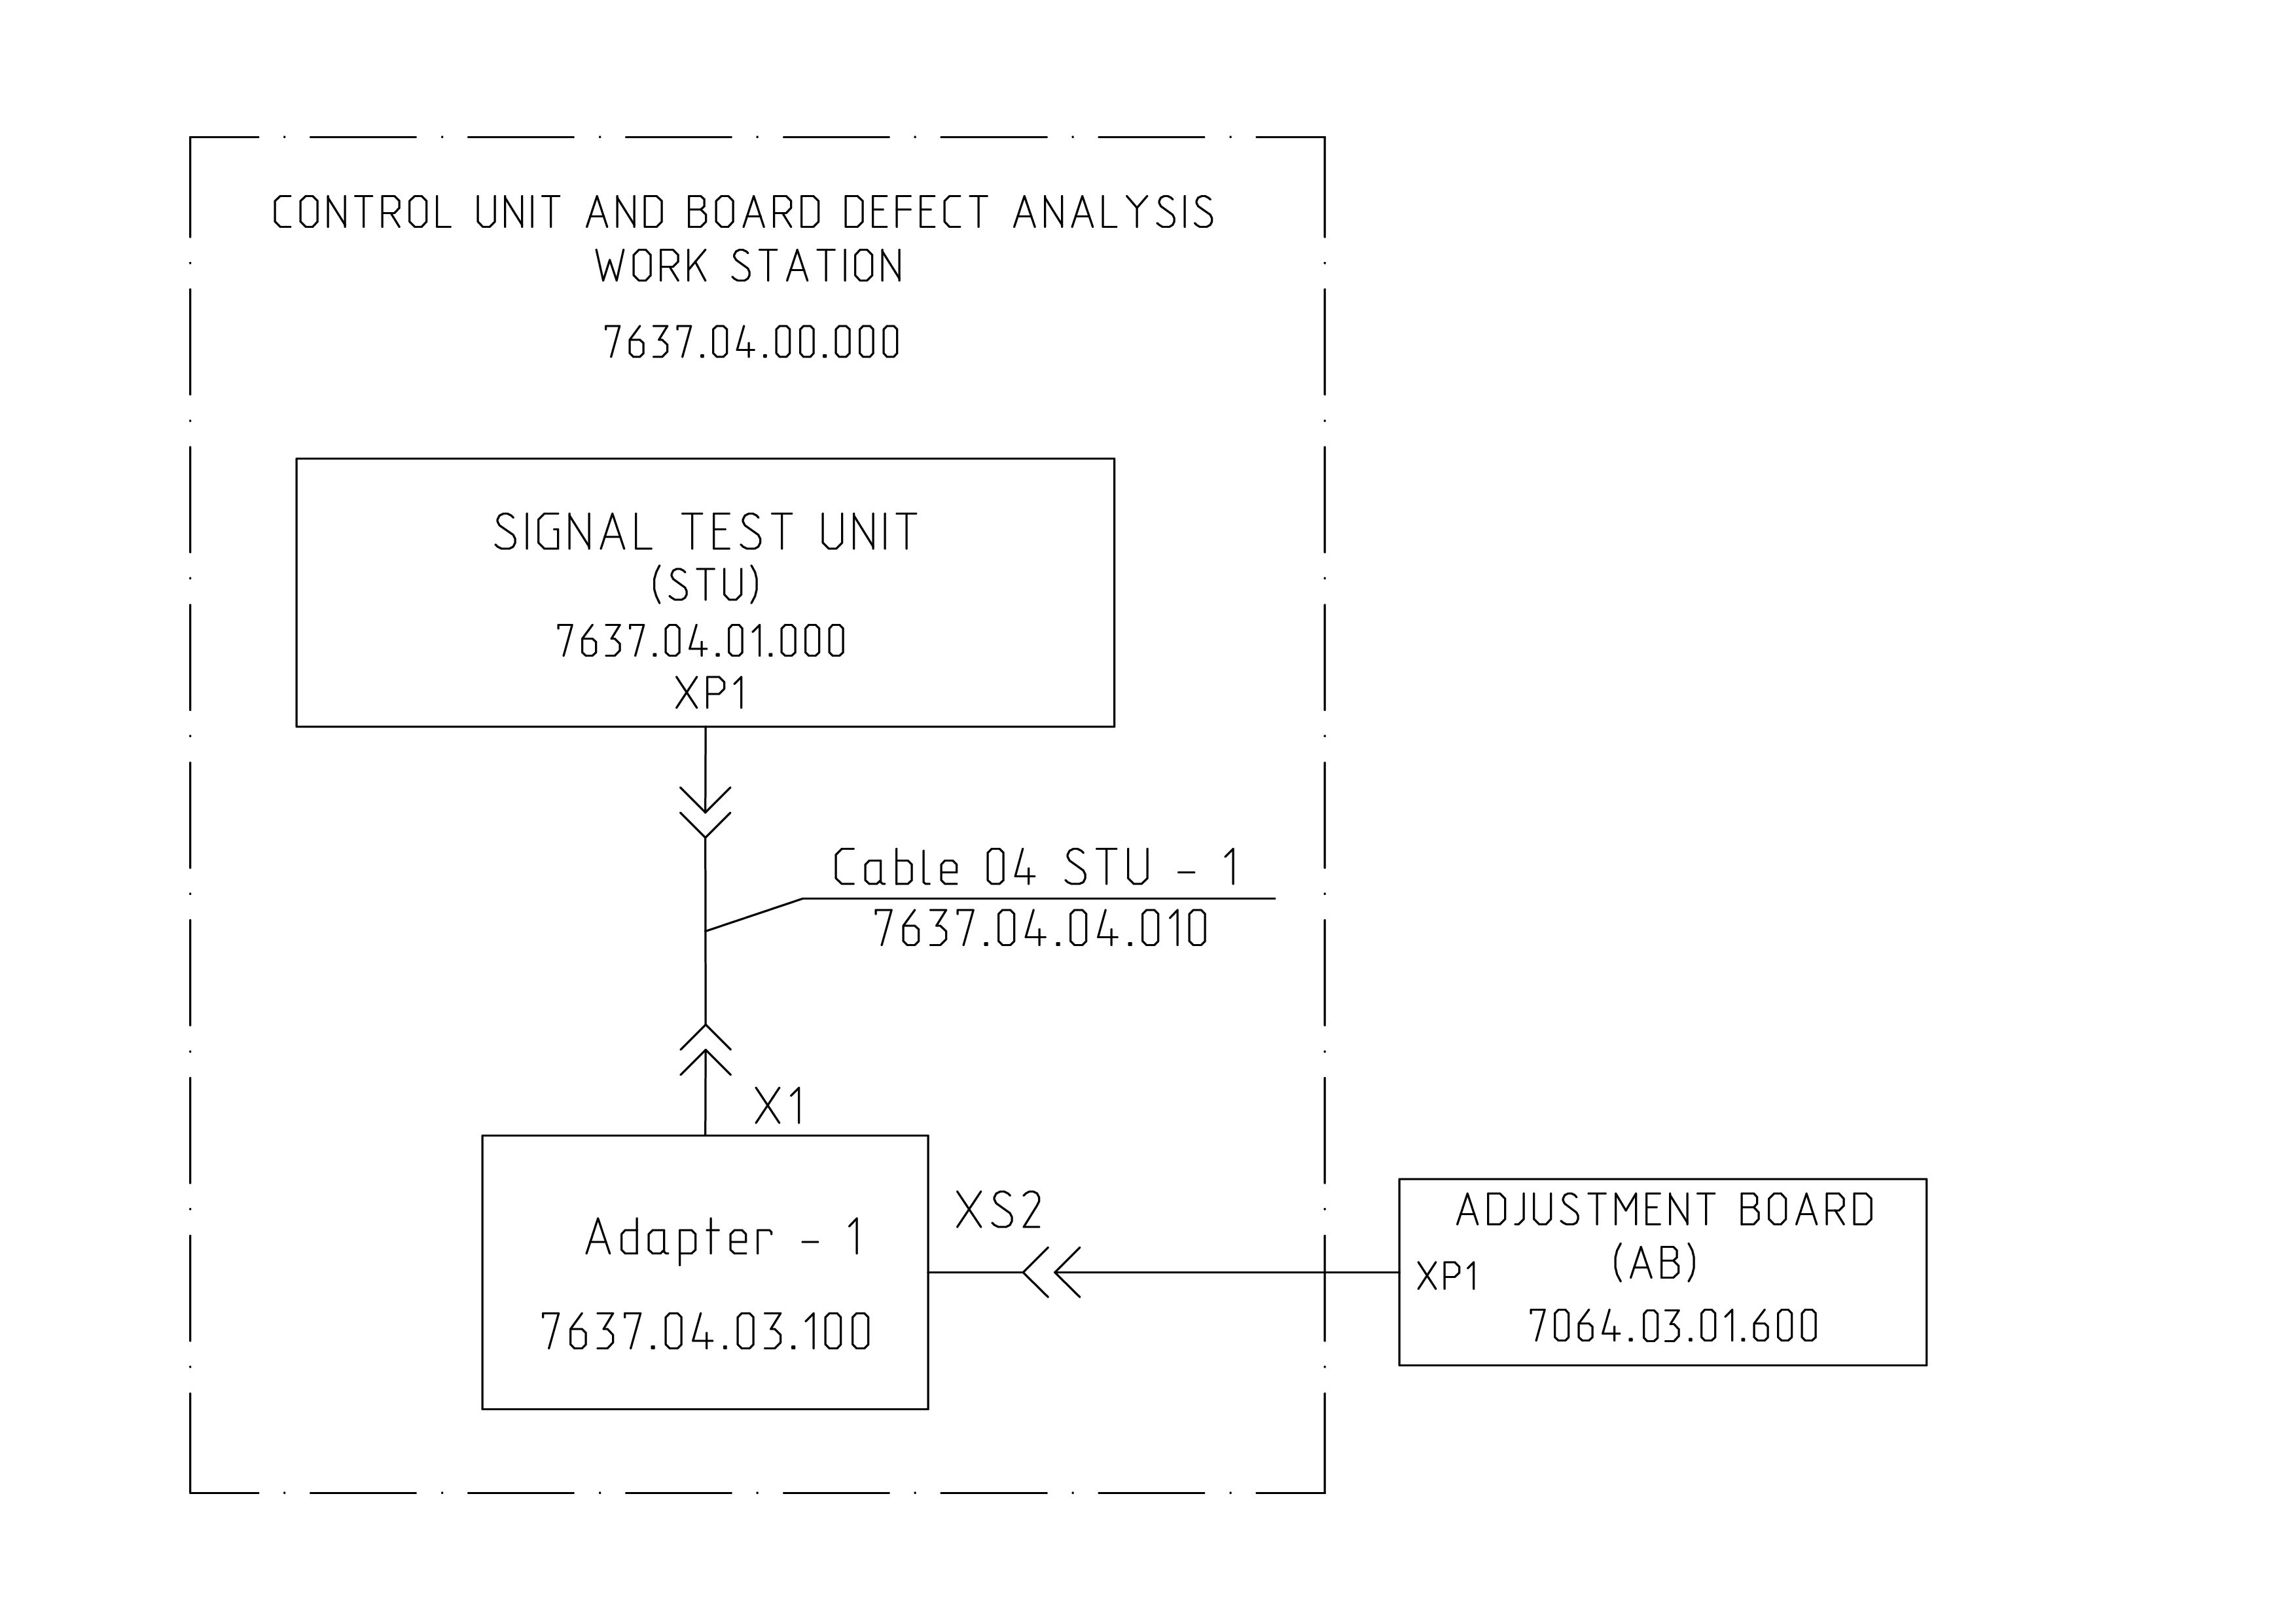 CONTROL UNIT AND BOARD DEFECT ANALYSIS
WORK STATION
7637.04.00.000
SIGNAL TEST UNIT
(STU)
7637.04.01.000
XP1
Cable 04 STU - 1
7637.04.04.010
X1
Adapter - 1
7637.04.03.100
XS2
ADJUSTMENT BOARD
(AB)
XP1
7064.03.01.600